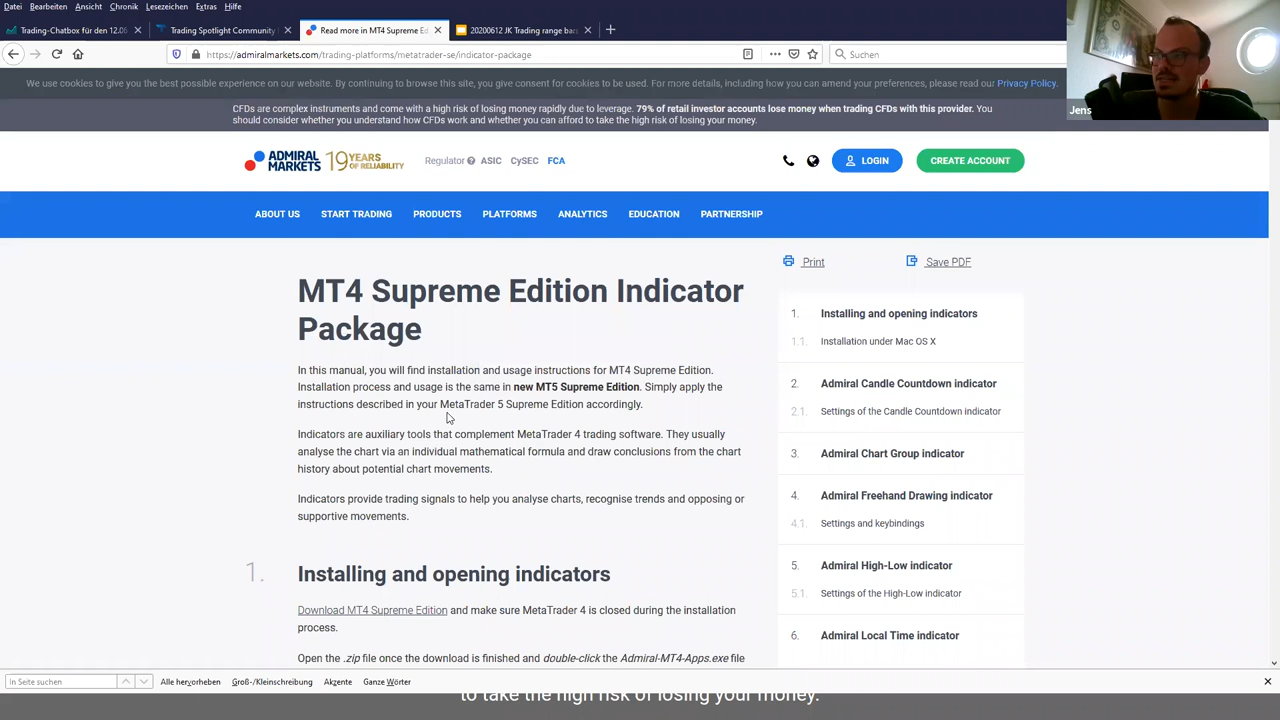 Datei Bearbeiten Ansicht Chronik Lesezeichen Extras Hilfe
Trading-Chatbox für den 12.06
Trading Spotlight Community
Read more in MT4 Supreme Ed
20200612 JK Trading range bas
https://admiralmarkets.com/trading-platforms/metatrader-se/indicator-package
Suchen
We use cookies to give you the best possible experience on our website. By continuing to browse this site, you give consent for cookies to be used. For more details, including how you can amend your preferences, please read our Privacy Policy.
CFDs are complex instruments and come with a high risk of losing money rapidly due to leverage. 79% of retail investor accounts lose money when trading CFDs with this provider. You
should consider whether you understand how CFDs work and whether you can afford to take the high risk of losing your money.
Jens
ADMIRAL MARKETS
19 YEARS OF RELIABILITY
Regulator ASIC CySEC FCA
LOGIN
CREATE ACCOUNT
ABOUT US START TRADING PRODUCTS PLATFORMS ANALYTICS EDUCATION PARTNERSHIP
Print
Save PDF
MT4 Supreme Edition Indicator
Package
In this manual, you will find installation and usage instructions for MT4 Supreme Edition.
Installation process and usage is the same in new MT5 Supreme Edition. Simply apply the
instructions described in your MetaTrader 5 Supreme Edition accordingly.
Indicators are auxiliary tools that complement MetaTrader 4 trading software. They usually
analyse the chart via an individual mathematical formula and draw conclusions from the chart
history about potential chart movements.
Indicators provide trading signals to help you analyse charts, recognise trends and opposing or
supportive movements.
1. Installing and opening indicators
Download MT4 Supreme Edition and make sure MetaTrader 4 is closed during the installation
process.
Open the .zip file once the download is finished and double-click the Admiral-MT4-Apps.exe file
1. Installing and opening indicators
1.1. Installation under Mac OS X
2. Admiral Candle Countdown indicator
2.1. Settings of the Candle Countdown indicator
3. Admiral Chart Group indicator
4. Admiral Freehand Drawing indicator
4.1. Settings and keybindings
5. Admiral High-Low indicator
5.1. Settings of the High-Low indicator
6. Admiral Local Time indicator
In Seite suchen
Alle hervorheben Groß-/Kleinschreibung Akzente Ganze Wörter
to take the high risk of losing your money.